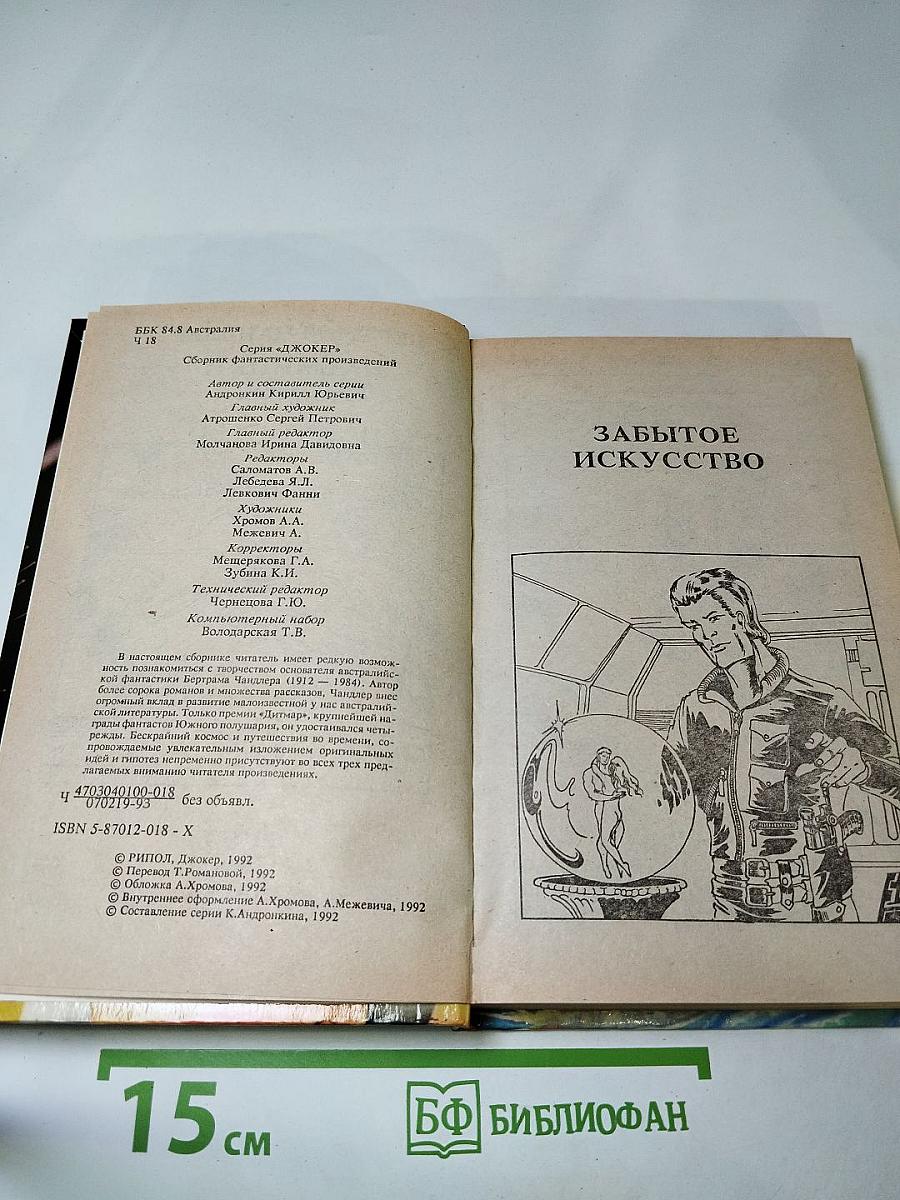 ББК 84.8 Австралия
Ч 18
Серия «ДЖОКЕР»
Сборник фантастических произведений
Автор и составитель серии
Андронкин Кирилл Юрьевич
Главный художник
Атрошенко Сергей Петрович
Главный редактор
Молчанова Ирина Давидовна
Редакторы
Саломатов А.В.
Лебедева Я.Л.
Левкович Фанни
Художники
Хромов А.А.
Межевич А.
Корректоры
Мещерякова Г.А.
Зубина К.И.
Технический редактор
Чернецова Г.Ю.
Компьютерный набор
Володарская Т.В.
В настоящем сборнике читатель имеет редкую возмож-
ность познакомиться с творчеством основателя австралийс-
кой фантастики Бертрама Чандлера (1912 — 1984). Автор
более сорока романов и множества рассказов, Чандлер внес
огромный вклад в развитие малоизвестной у нас австралий-
ской литературы. Только премии «Дитмар», крупнейшей на-
грады фантастов Южного полушария, он удостаивался четы-
режды. Бескрайний космос и путешествия во времени, со-
провождаемые увлекательным изложением оригинальных
идей и гипотез непременно присутствуют во всех трех пред-
лагаемых вниманию читателя произведениях.
Ч 4703040100-018
070219-93 без объявл.
ISBN 5-87012-018 - X
© РИПОЛ, Джокер, 1992
© Перевод Т.Романовой, 1992
© Обложка А.Хромова, 1992
© Внутреннее оформление А.Хромова, А.Межевича, 1992
© Составление серии К.Андронкина, 1992
ЗАБЫТОЕ
ИСКУССТВО
15 см
БФ БИБЛИОФАН